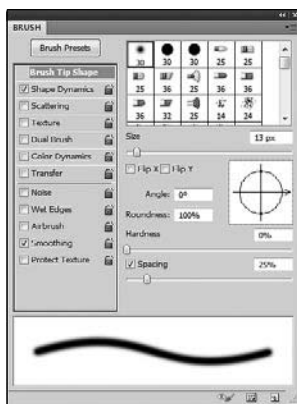 BRUSH
Brush Presets
Brush Tip Shape
Shape Dynamics
Scattering
Texture
Dual Brush
Color Dynamics
Transfer
Noise
Wet Edges
Airbrush
Smoothing
Protect Texture
30 30 30 25 25
25 25 25 36 36
36 32 25 14 24
Size 13 px
Flip X Flip Y
Angle: 0°
Roundness: 100%
Hardness 0%
Spacing 25%